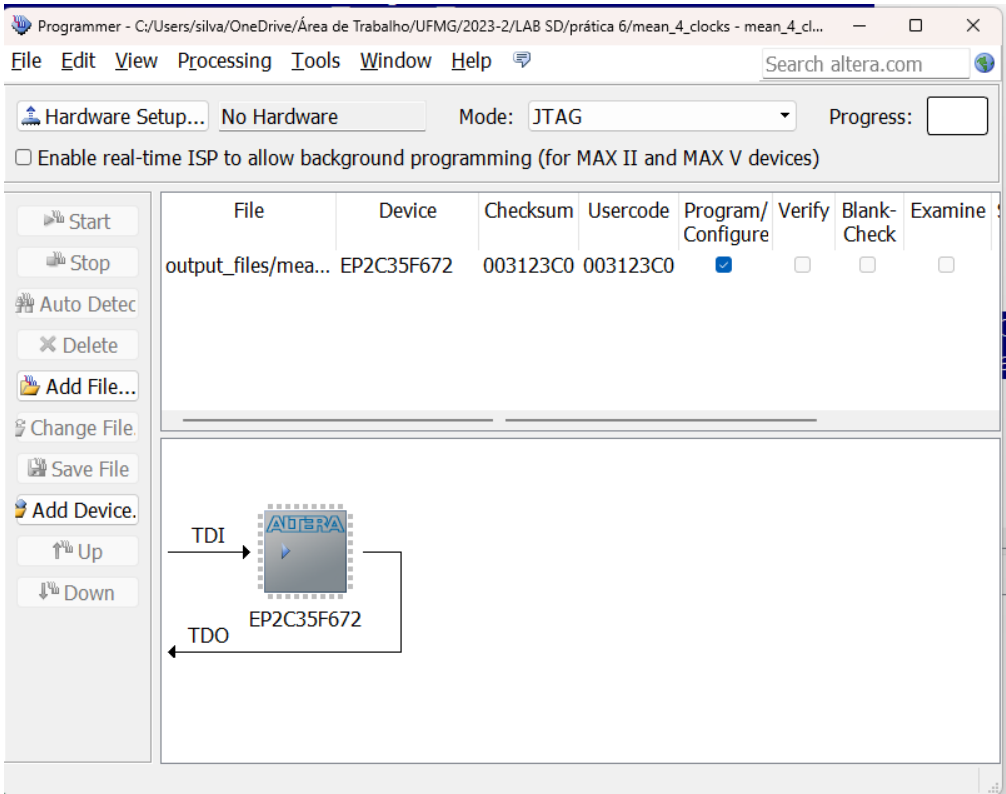 Programmer - C:/Users/silva/OneDrive/Área de Trabalho/UFMG/2023-2/LAB SD/prática 6/mean_4_clocks - mean_4_cl...
File Edit View Processing Tools Window Help
Search altera.com
Hardware Setup... No Hardware Mode: JTAG Progress:
Enable real-time ISP to allow background programming (for MAX II and MAX V devices)
Start
Stop
Auto Detec
Delete
Add File...
Change File.
Save File
Add Device.
Up
Down
File Device Checksum Usercode Program/ Verify Blank- Examine
Configure Check
output_files/mea... EP2C35F672 003123C0 003123C0
TDI
ALTERA
EP2C35F672
TDO